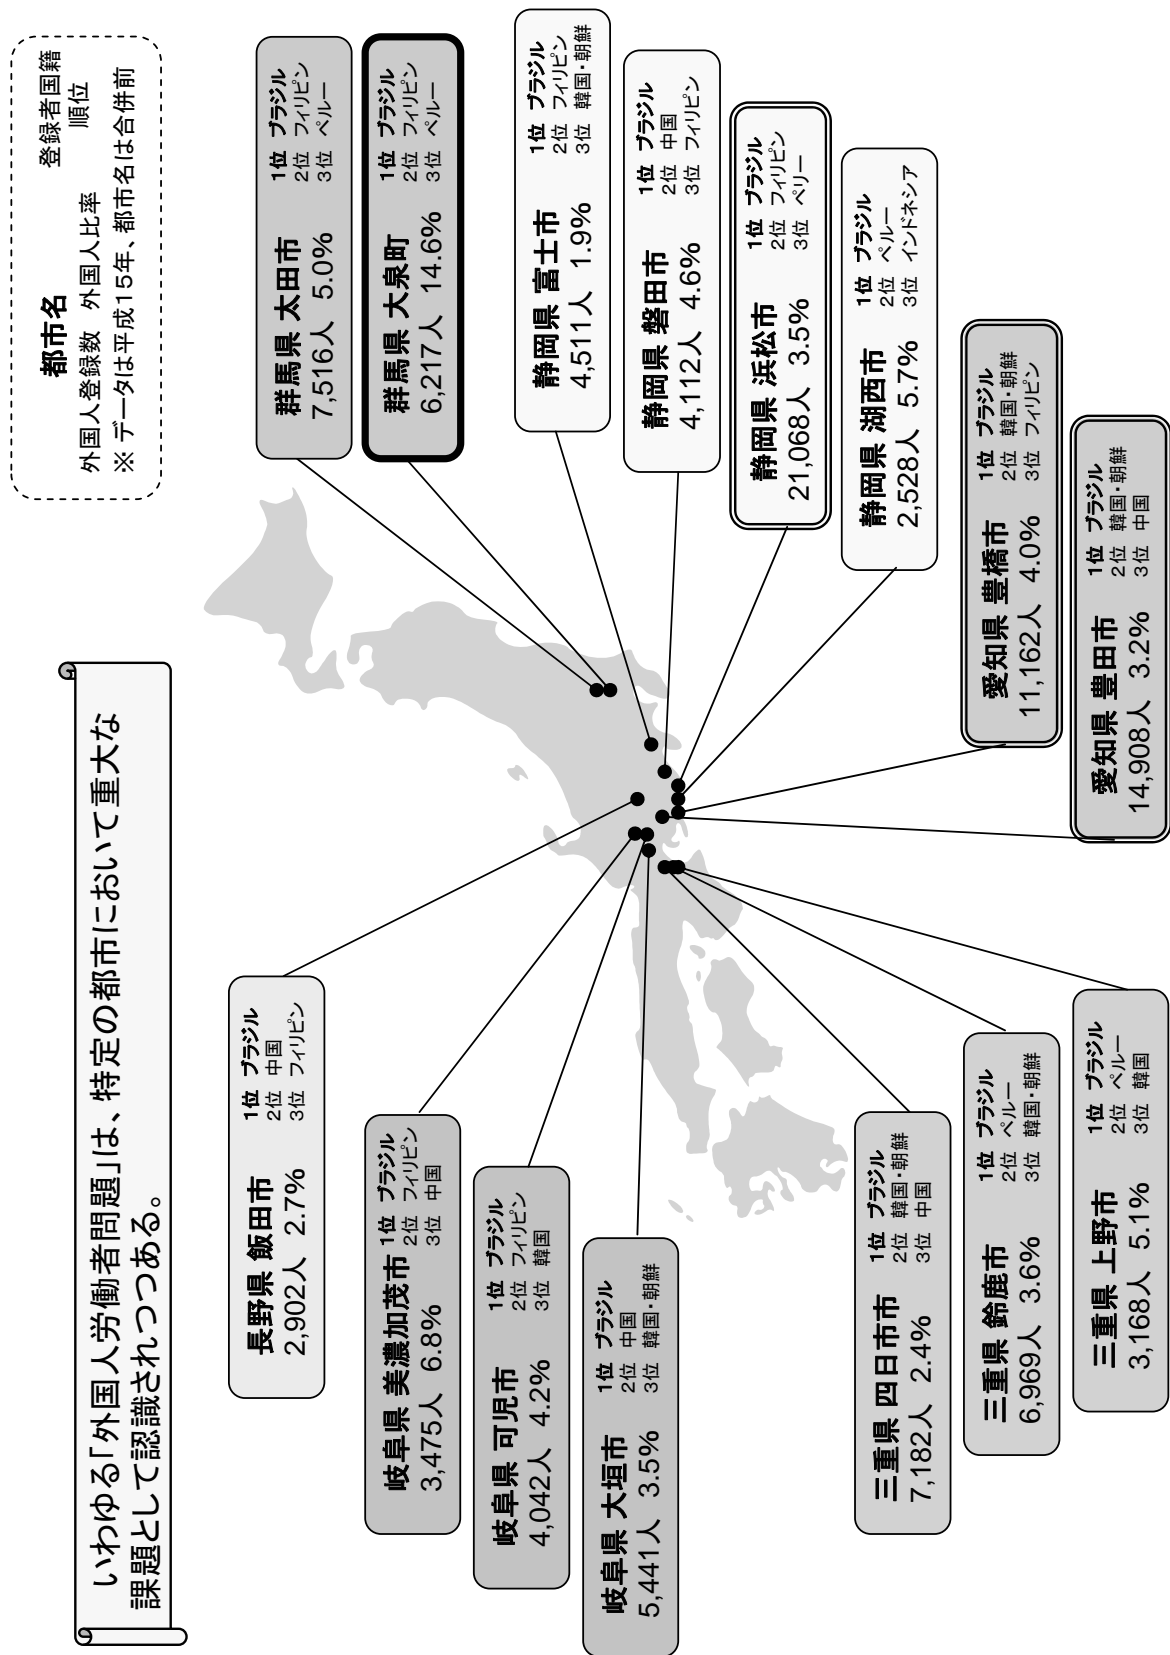 いわゆる「外国人労働者問題」は、特定の都市において重大な
課題として認識されつつある。
都市名
外国人登録数 外国人比率
登録者国籍
順位
※ データは平成15年、都市名は合併前
長野県 飯田市
2,902人 2.7%
1位 ブラジル
2位 中国
3位 フィリピン
岐阜県 美濃加茂市
3,475人 6.8%
1位 ブラジル
2位 フィリピン
3位 中国
岐阜県 可児市
4,042人 4.2%
1位 ブラジル
2位 フィリピン
3位 韓国
岐阜県 大垣市
5,441人 3.5%
1位 ブラジル
2位 中国
3位 韓国・朝鮮
三重県 四日市市
7,182人 2.4%
1位 ブラジル
2位 韓国・朝鮮
3位 中国
三重県 鈴鹿市
6,969人 3.6%
1位 ブラジル
2位 ペルー
3位 韓国・朝鮮
三重県 上野市
3,168人 5.1%
1位 ブラジル
2位 ペルー
3位 韓国
群馬県 太田市
7,516人 5.0%
1位 ブラジル
2位 フィリピン
3位 ペルー
群馬県 大泉町
6,217人 14.6%
1位 ブラジル
2位 フィリピン
3位 ペルー
静岡県 富士市
4,511人 1.9%
1位 ブラジル
2位 フィリピン
3位 韓国・朝鮮
静岡県 磐田市
4,112人 4.6%
1位 ブラジル
2位 中国
3位 フィリピン
静岡県 浜松市
21,068人 3.5%
1位 ブラジル
2位 フィリピン
3位 ペリー
静岡県 湖西市
2,528人 5.7%
1位 ブラジル
2位 ペルー
3位 インドネシア
愛知県 豊橋市
11,162人 4.0%
1位 ブラジル
2位 韓国・朝鮮
3位 フィリピン
愛知県 豊田市
14,908人 3.2%
1位 ブラジル
2位 韓国・朝鮮
3位 中国